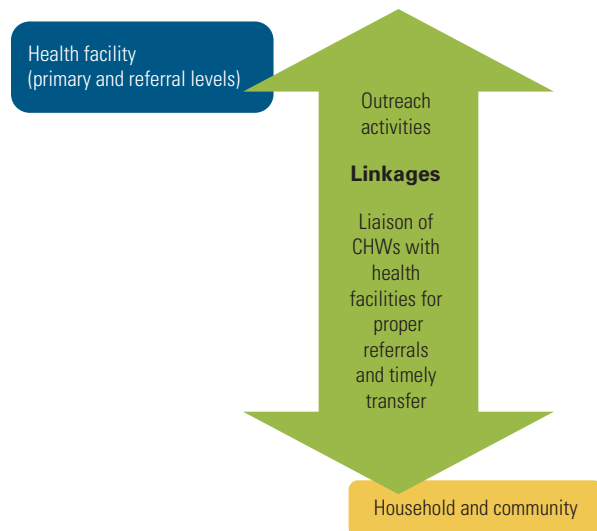 Health facility
(primary and referral levels)
Outreach
activities
Linkages
Liaison of
CHWs with
health
facilities for
proper
referrals
and timely
transfer
Household and community